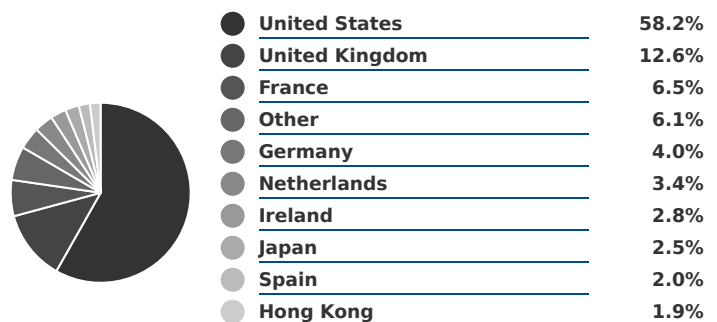 United States 58.2%
United Kingdom 12.6%
France 6.5%
Other 6.1%
Germany 4.0%
Netherlands 3.4%
Ireland 2.8%
Japan 2.5%
Spain 2.0%
Hong Kong 1.9%